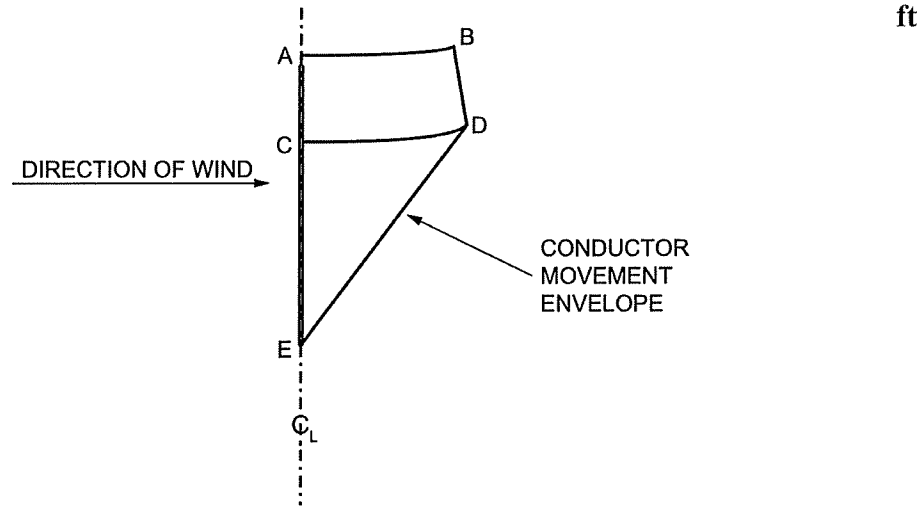 ft
B
A
D
C
DIRECTION OF WIND
CONDUCTOR
MOVEMENT
ENVELOPE
E
CL